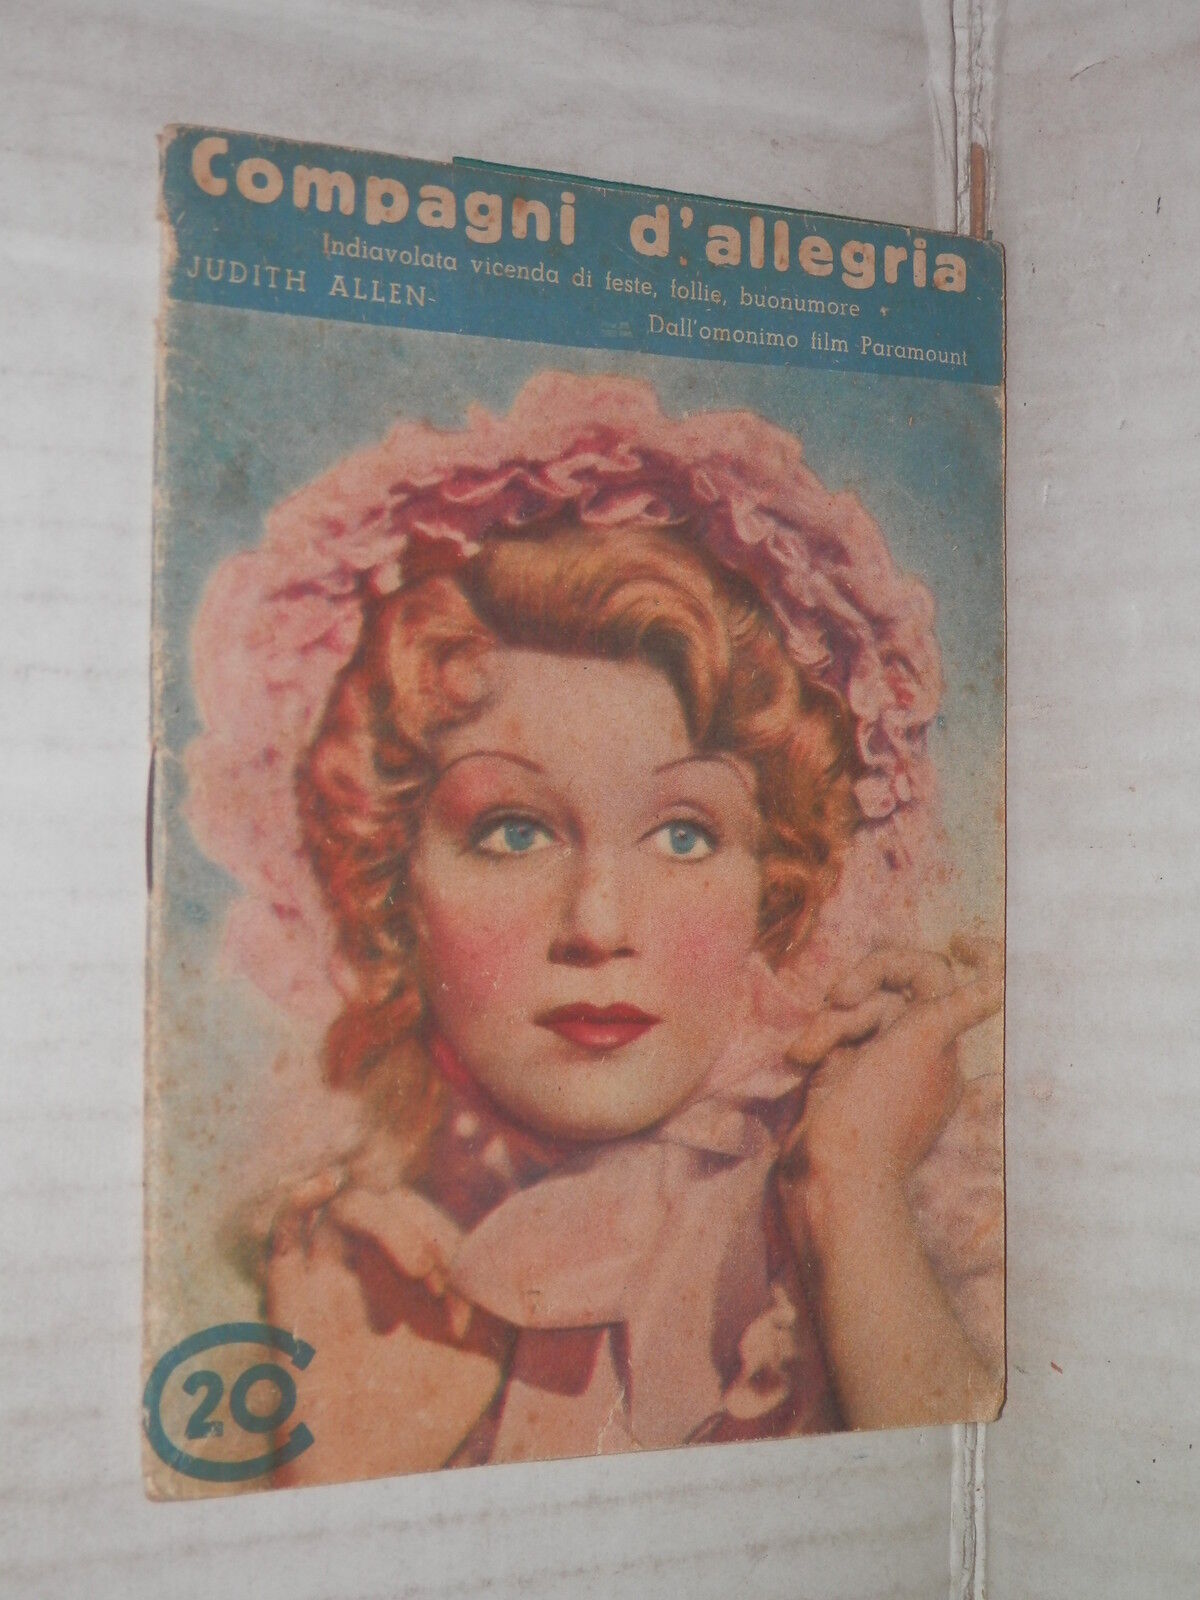 Compagni d'allegria
Indiavolata vicenda di feste, follie, buonumore
JUDITH ALLEN-
Dall'omonimo film Paramount
C 20